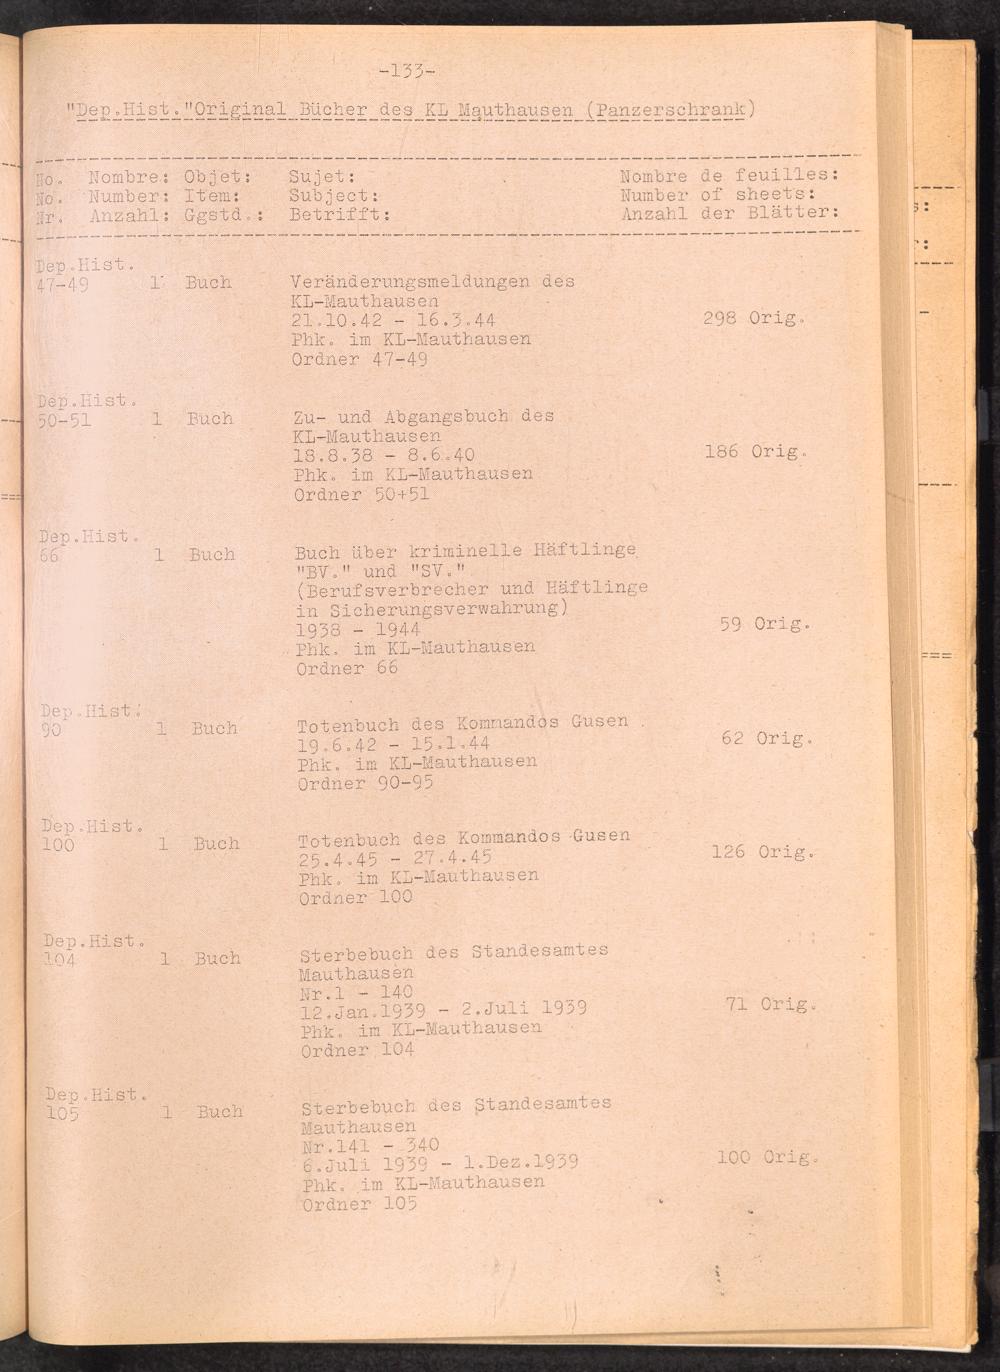 -133-
"Dep.Hist."Original Bücher des KL Mauthausen (Panzerschrank)
No. Nombre: Objet: Sujet: Nombre de feuilles:
No. Number: Item: Subject: Number of sheets:
Nr. Anzahl: Ggstd.: Betrifft: Anzahl der Blätter:
Dep.Hist.
47-49 1 Buch Veränderungsmeldungen des
KL-Mauthausen
21.10.42 - 16.3.44 298 Orig.
Phk. im KL-Mauthausen
Ordner 47-49
Dep.Hist.
50-51 1 Buch Zu- und Abgangsbuch des
KL-Mauthausen
18.8.38 - 8.6.40 186 Orig.
Phk. im KL-Mauthausen
Ordner 50+51
Dep.Hist.
66 1 Buch Buch über kriminelle Häftlinge
"BV." und "SV."
(Berufsverbrecher und Häftlinge
in Sicherungsverwahrung)
1938 - 1944 59 Orig.
Phk. im KL-Mauthausen
Ordner 66
Dep.Hist.
90 1 Buch Totenbuch des Kommandos Gusen
19.6.42 - 15.1.44 62 Orig.
Phk. im KL-Mauthausen
Ordner 90-95
Dep.Hist.
100 1 Buch Totenbuch des Kommandos Gusen
25.4.45 - 27.4.45 126 Orig.
Phk. im KL-Mauthausen
Ordner 100
Dep.Hist.
104 1 Buch Sterbebuch des Standesamtes
Mauthausen
Nr.1 - 140
12.Jan.1939 - 2.Juli 1939 71 Orig.
Phk. im KL-Mauthausen
Ordner 104
Dep.Hist.
105 1 Buch Sterbebuch des Standesamtes
Mauthausen
Nr.141 - 340
6.Juli 1939 - 1.Dez.1939 100 Orig.
Phk. im KL-Mauthausen
Ordner 105